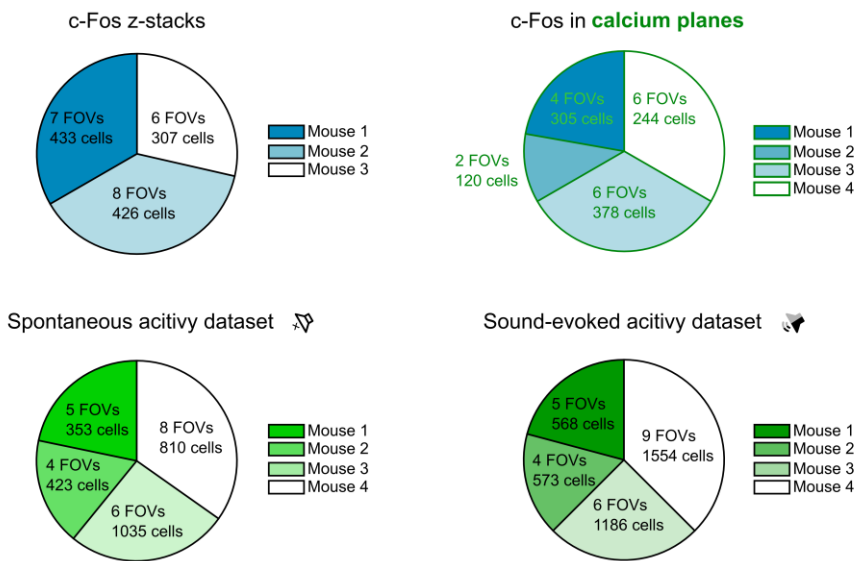 c-Fos z-stacks
7 FOVs
433 cells
6 FOVs
307 cells
8 FOVs
426 cells
Mouse 1
Mouse 2
Mouse 3
c-Fos in calcium planes
4 FOVs
305 cells
6 FOVs
244 cells
2 FOVs
120 cells
6 FOVs
378 cells
Mouse 1
Mouse 2
Mouse 3
Mouse 4
Spontaneous acitivy dataset
5 FOVs
353 cells
8 FOVs
810 cells
4 FOVs
423 cells
6 FOVs
1035 cells
Mouse 1
Mouse 2
Mouse 3
Mouse 4
Sound-evoked acitivy dataset
5 FOVs
568 cells
9 FOVs
1554 cells
4 FOVs
573 cells
6 FOVs
1186 cells
Mouse 1
Mouse 2
Mouse 3
Mouse 4